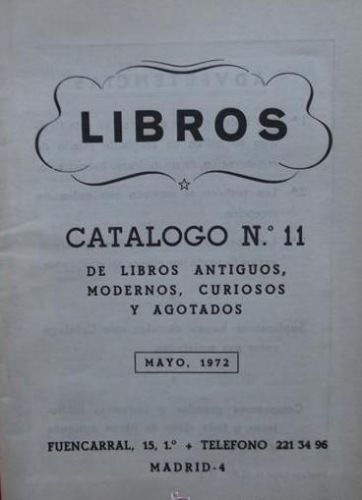 LIBROS
CATALOGO N.º 11
DE LIBROS ANTIGUOS,
MODERNOS, CURIOSOS
Y AGOTADOS
MAYO, 1972
FUENCARRAL, 15, 1.º + TELEFONO 221 34 96
MADRID-4